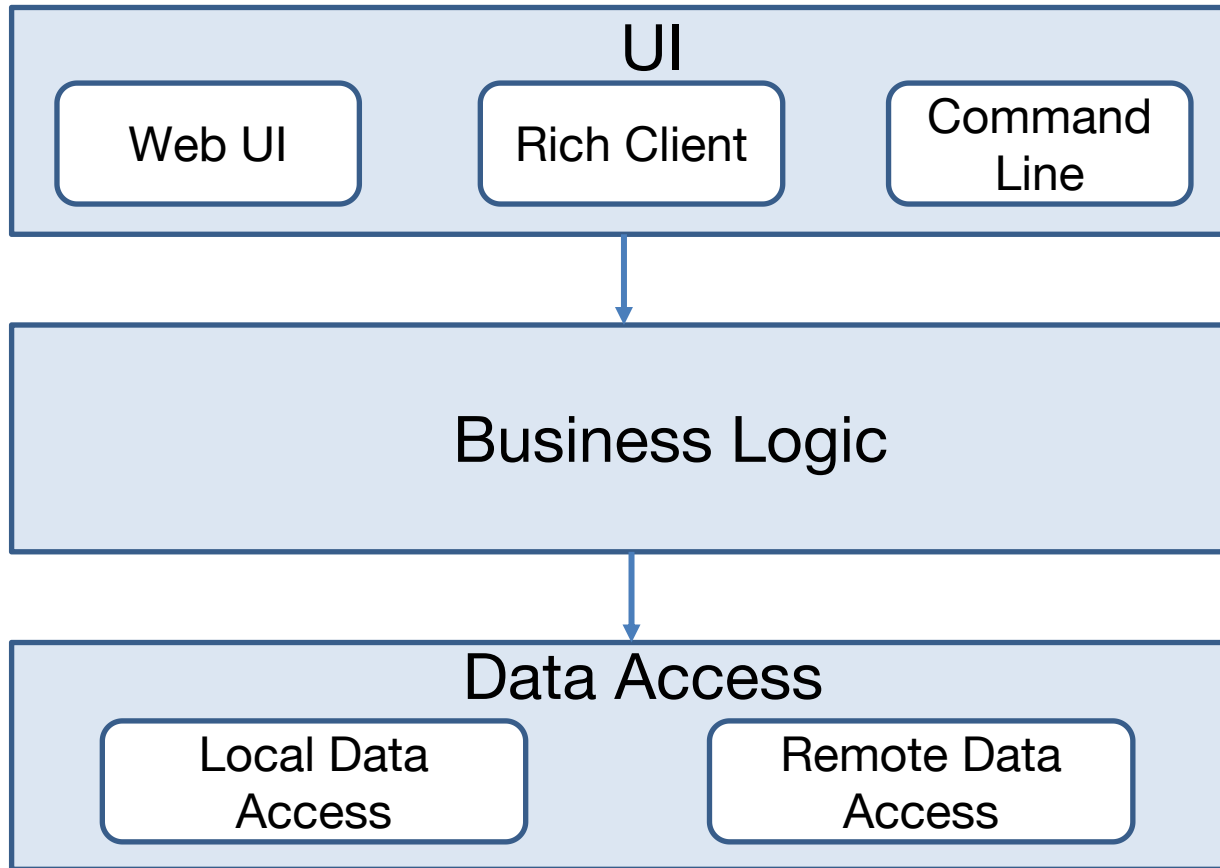 UI
Web UI
Rich Client
Command
Line
Business Logic
Data Access
Local Data
Access
Remote Data
Access